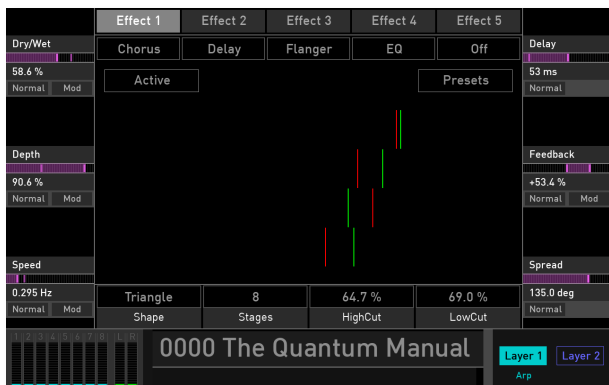 Effect 1 Effect 2 Effect 3 Effect 4 Effect 5
Dry/Wet Chorus Delay Flanger EQ Off Delay
58.6 % Active Presets 53 ms
Normal Mod Normal
Depth Feedback
90.6 % +53.4 %
Normal Mod Normal Mod
Speed Spread
0.295 Hz Triangle 8 64.7 % 69.0 % 135.0 deg
Normal Mod Shape Stages HighCut LowCut Normal
1 2 3 4 5 6 7 8 L R 0000 The Quantum Manual Layer 1 Layer 2
Arp